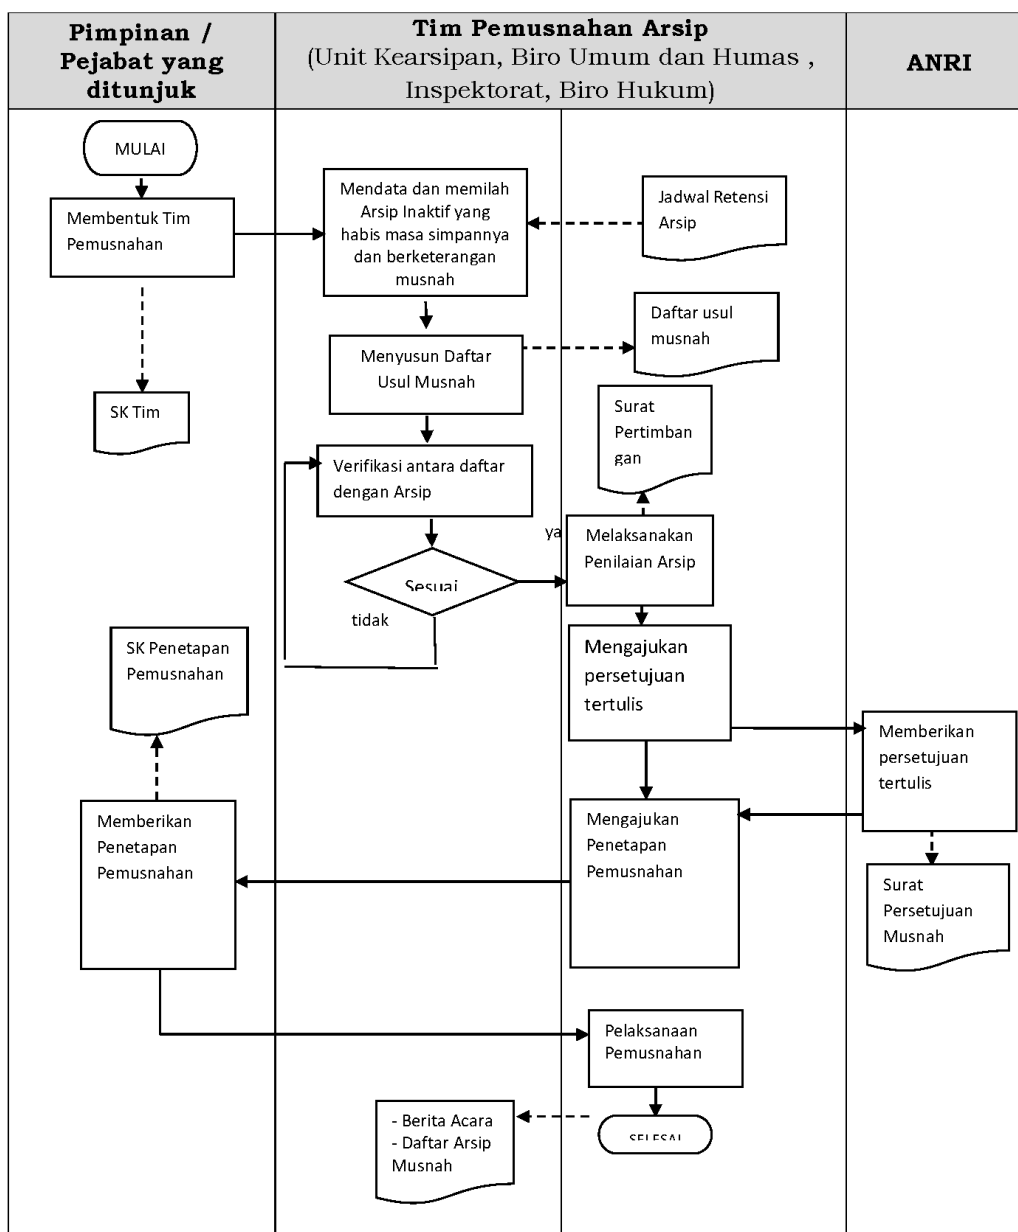 Pimpinan /
Pejabat yang
ditunjuk
Tim Pemusnahan Arsip
(Unit Kearsipan, Biro Umum dan Humas ,
Inspektorat, Biro Hukum)
ANRI
MULAI
Membentuk Tim
Pemusnahan
Mendata dan memilah
Arsip Inaktif yang
habis masa simpannya
dan berketerangan
musnah
Jadwal Retensi
Arsip
Menyusun Daftar
Usul Musnah
Daftar usul
musnah
SK Tim
Surat
Pertimban
gan
Verifikasi antara daftar
dengan Arsip
Sesuai
ya
tidak
Melaksanakan
Penilaian Arsip
Mengajukan
persetujuan
tertulis
SK Penetapan
Pemusnahan
Memberikan
persetujuan
tertulis
Memberikan
Penetapan
Pemusnahan
Mengajukan
Penetapan
Pemusnahan
Surat
Persetujuan
Musnah
Pelaksanaan
Pemusnahan
- Berita Acara
- Daftar Arsip
Musnah
SELESAI